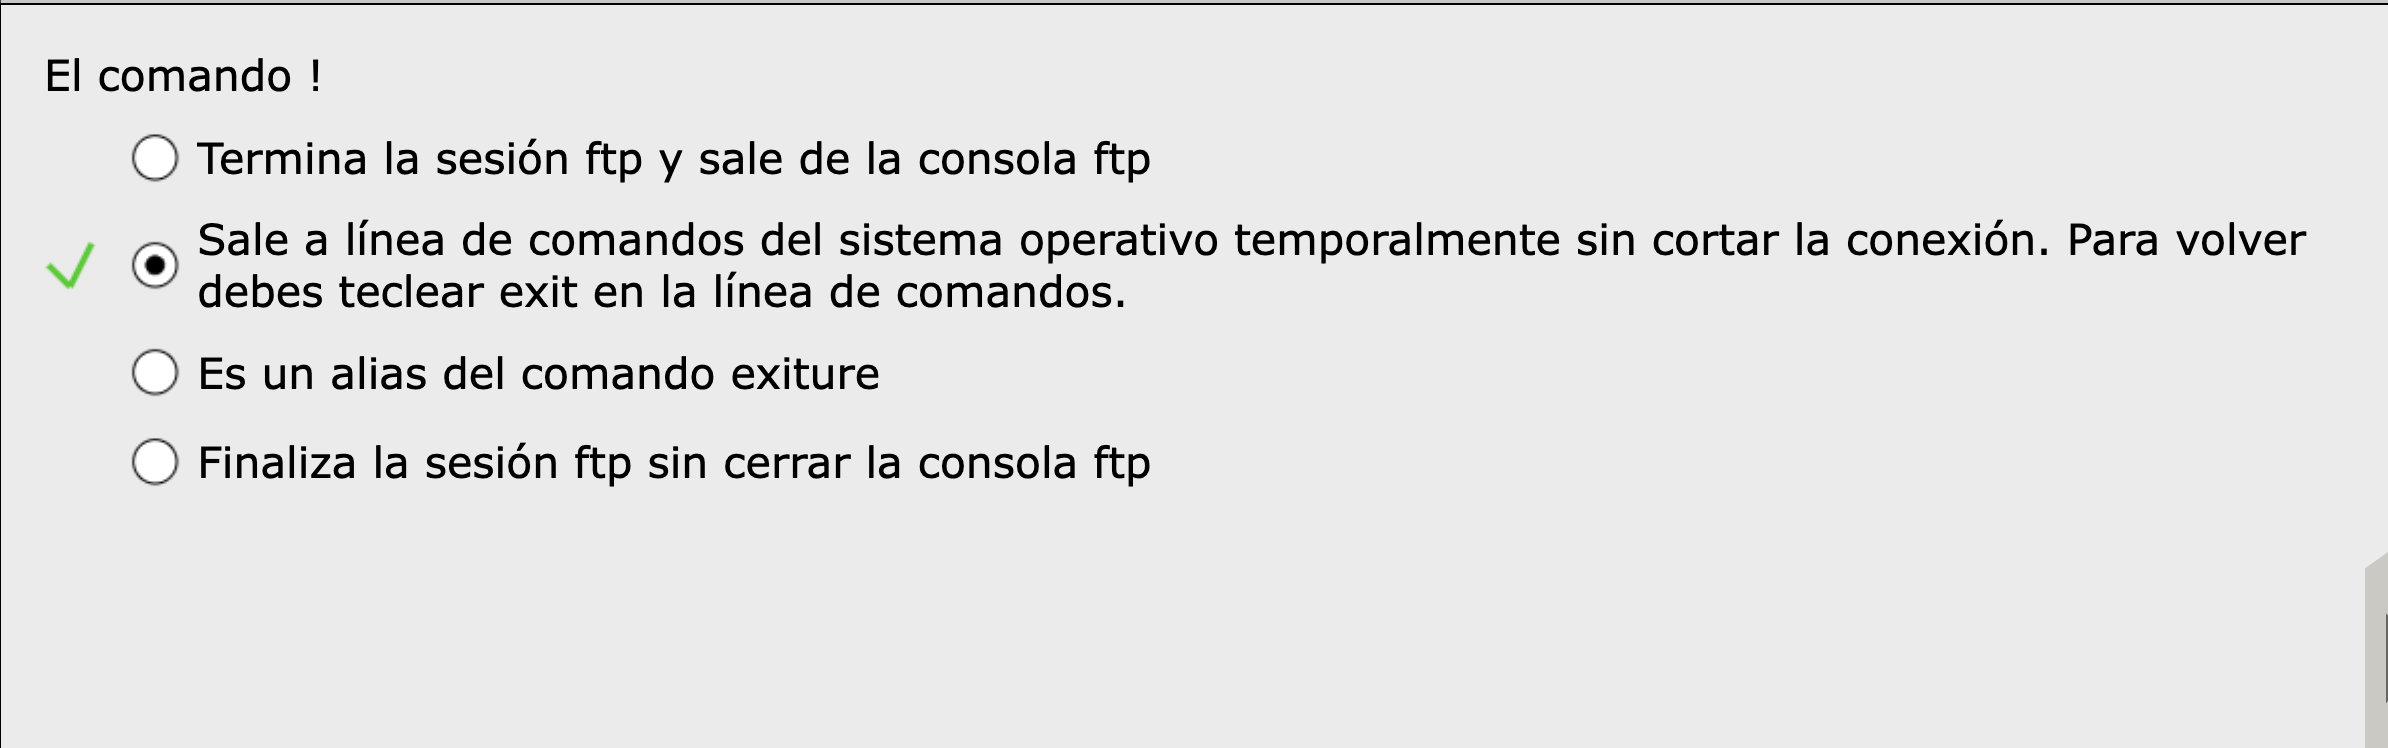 El comando !
Termina la sesión ftp y sale de la consola ftp
Sale a línea de comandos del sistema operativo temporalmente sin cortar la conexión. Para volver
debes teclear exit en la línea de comandos.
Es un alias del comando exiture
Finaliza la sesión ftp sin cerrar la consola ftp